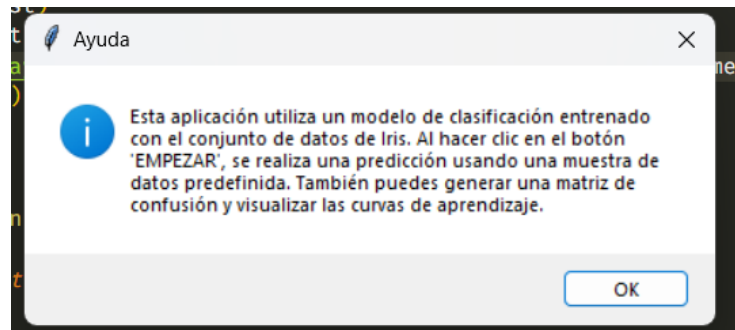 Ayuda
Esta aplicación utiliza un modelo de clasificación entrenado
con el conjunto de datos de Iris. Al hacer clic en el botón
'EMPEZAR', se realiza una predicción usando una muestra de
datos predefinida. También puedes generar una matriz de
confusión y visualizar las curvas de aprendizaje.
OK